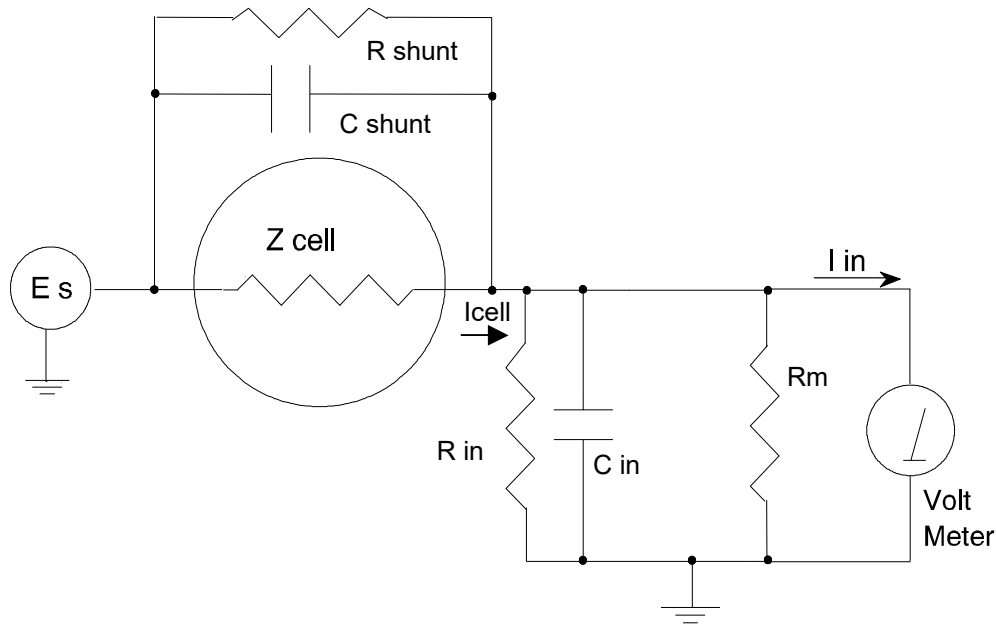 R shunt
C shunt
Z cell
E s
I in
Icell
Rm
R in
C in
Volt
Meter